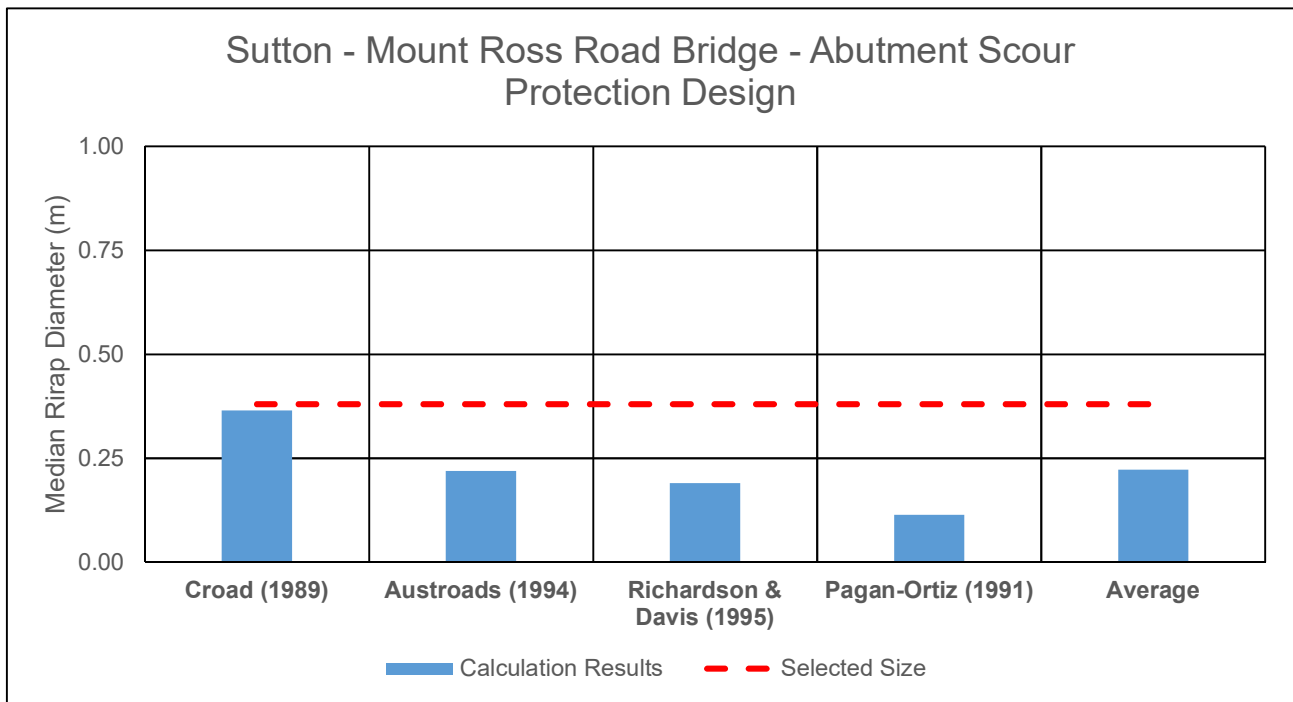 Sutton - Mount Ross Road Bridge - Abutment Scour
Protection Design
Median Rirap Diameter (m)
1.00
0.75
0.50
0.25
0.00
Croad (1989)
Austroads (1994)
Richardson &
Davis (1995)
Pagan-Ortiz (1991)
Average
Calculation Results
Selected Size